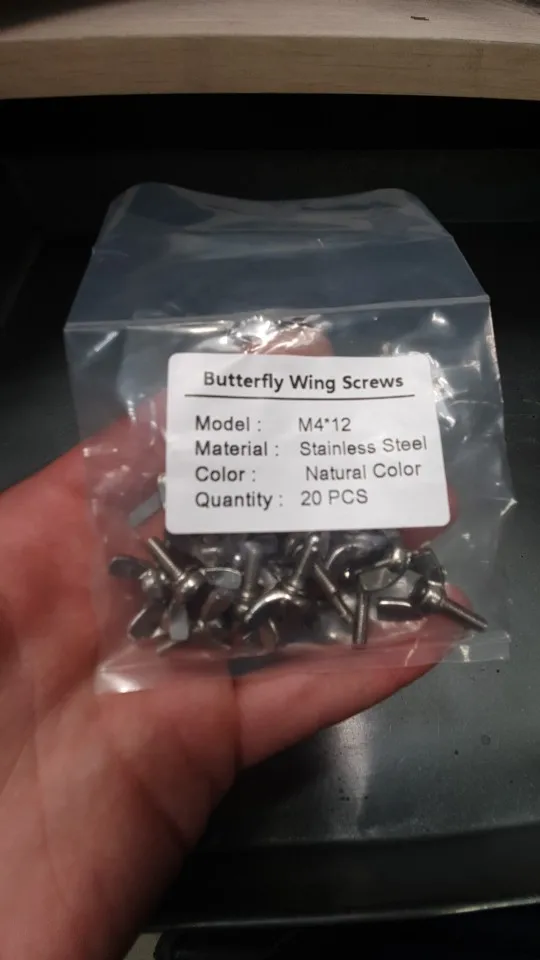 Butterfly Wing Screws
Model : M4*12
Material : Stainless Steel
Color : Natural Color
Quantity : 20 PCS